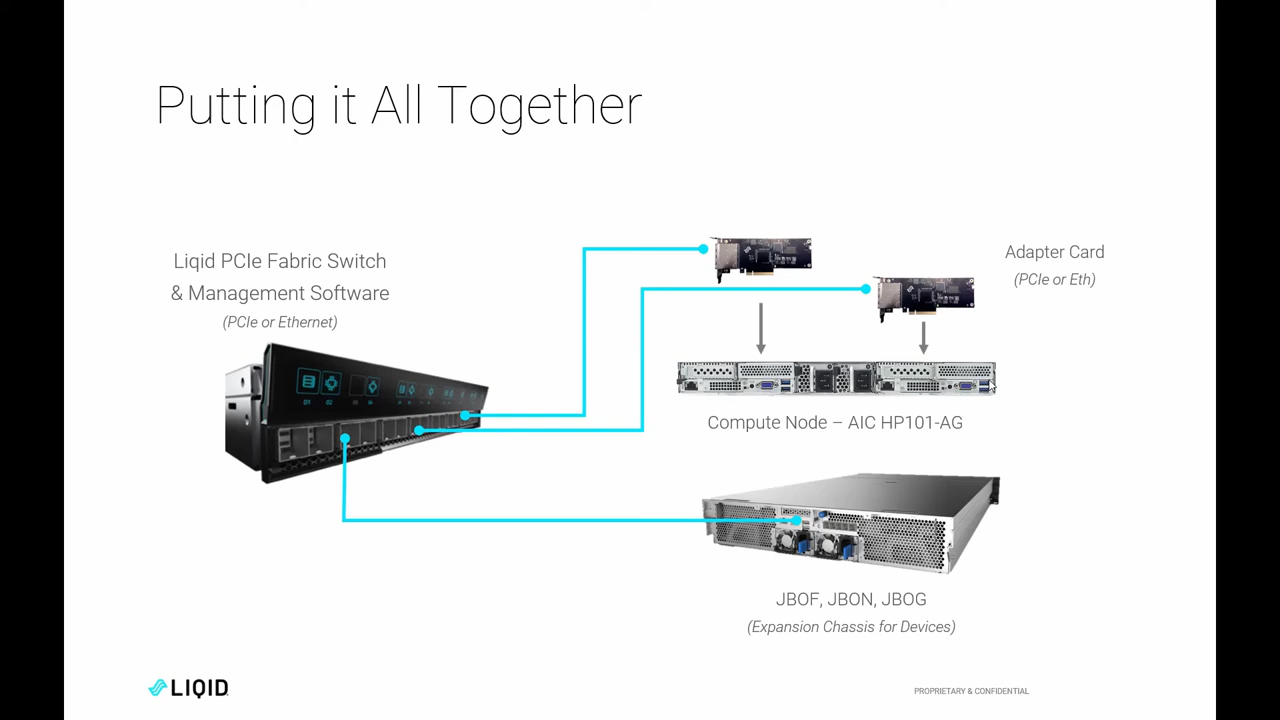 Putting it All Together
Liqid PCIe Fabric Switch
& Management Software
(PCIe or Ethernet)
Adapter Card
(PCIe or Eth)
Compute Node – AIC HP101-AG
JBOF, JBON, JBOG
(Expansion Chassis for Devices)
LIQID
PROPRIETARY & CONFIDENTIAL